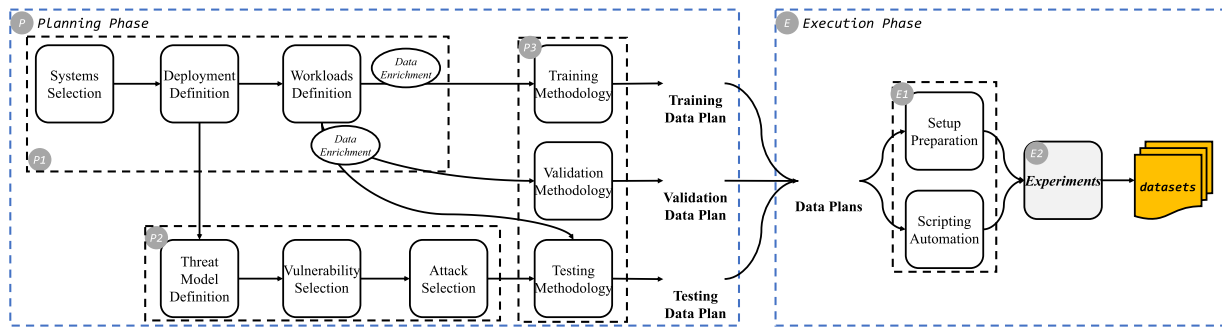 P Planning Phase
Systems
Selection
Deployment
Definition
Workloads
Definition
Data
Enrichment
Data
Enrichment
P1
P3
Training
Methodology
Validation
Methodology
Testing
Methodology
P2
Threat
Model
Definition
Vulnerability
Selection
Attack
Selection
Training
Data Plan
Validation
Data Plan
Testing
Data Plan
E Execution Phase
Data Plans
E1
Setup
Preparation
Scripting
Automation
E2
Experiments
datasets